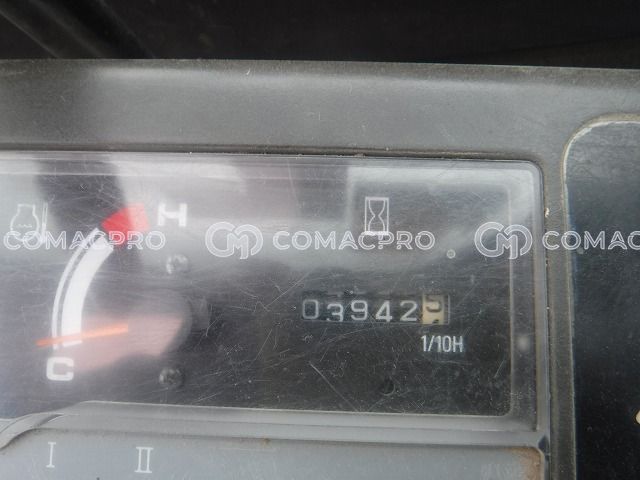 H
COMACPRO COMACPRO COMACPRO
03942
1/10H
C
I II